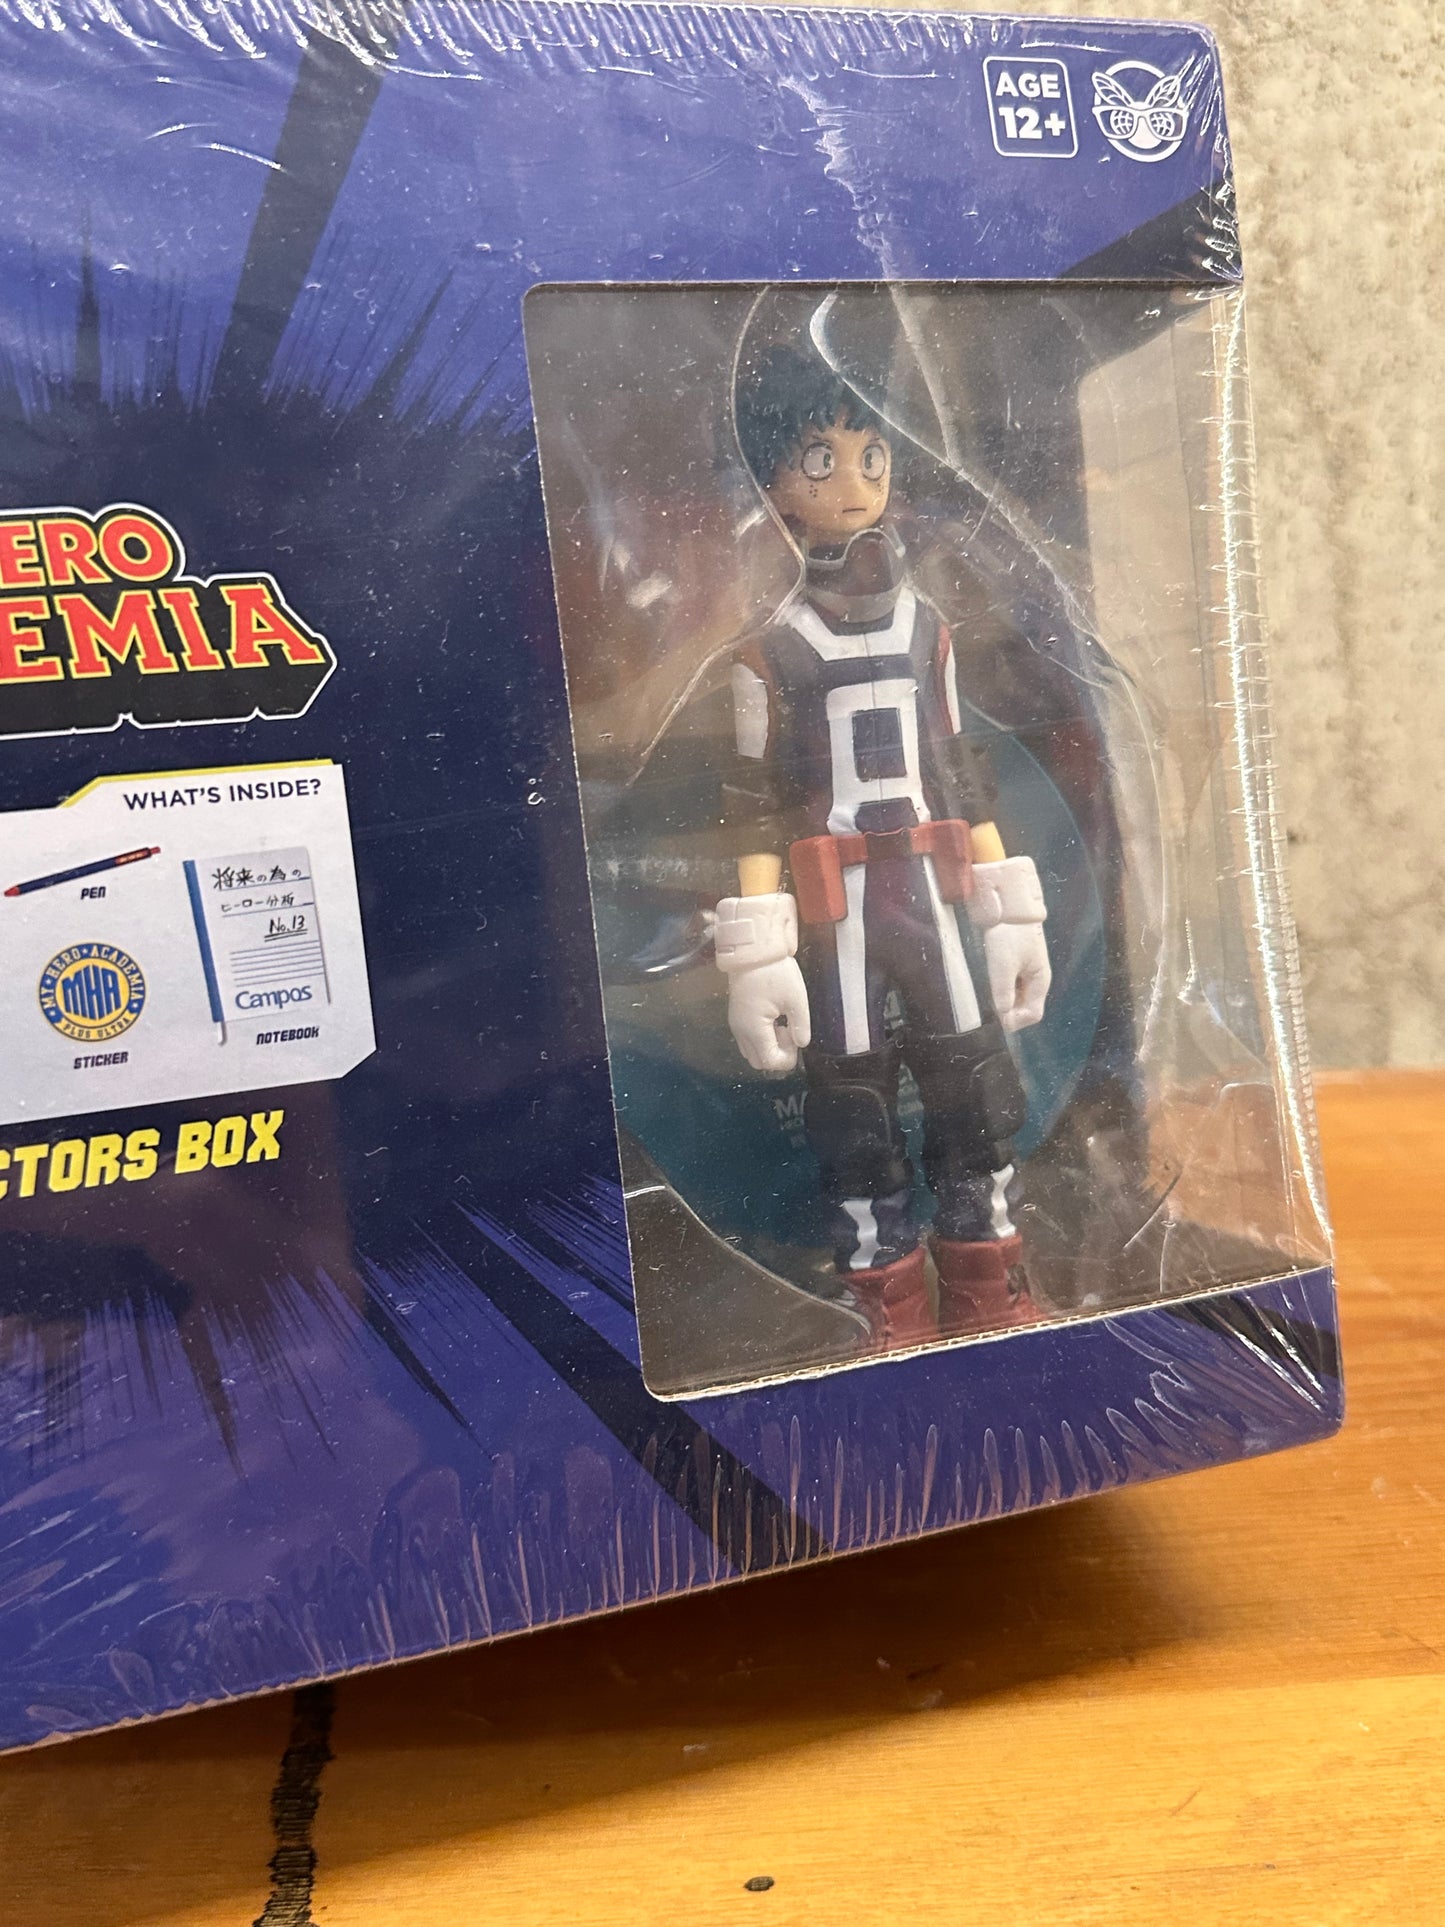 AGE
12+
ERO
EMIA
WHAT'S INSIDE?
PEN
将来の為の
ヒーロー分析
No.13
Campos
NOTEBOOK
MY HERO ACADEMIA
MHA
PLUS ULTRA
STICKER
CTORS BOX